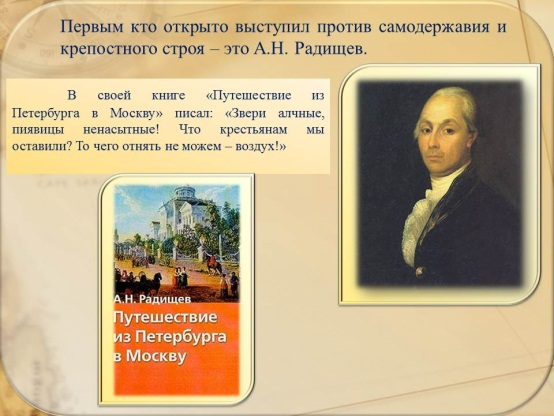 Первым кто открыто выступил против самодержавия и
крепостного строя – это А.Н. Радищев.
В своей книге «Путешествие из
Петербурга в Москву» писал: «Звери алчные,
пиявицы ненасытные! Что крестьянам мы
оставили? То чего отнять не можем – воздух!»
А.Н. Радищев
Путешествие
из Петербурга
в Москву